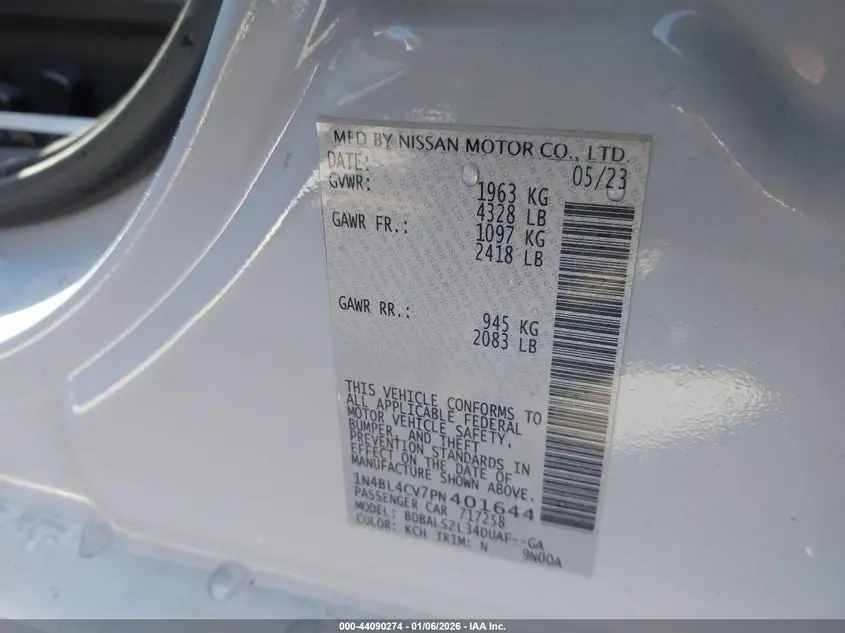 MFD BY NISSAN MOTOR CO., LTD.
DATE: 05/23
GVWR: 1963 KG
4328 LB
GAWR FR.: 1097 KG
2418 LB
GAWR RR.: 945 KG
2083 LB
THIS VEHICLE CONFORMS TO
ALL APPLICABLE FEDERAL
MOTOR VEHICLE SAFETY,
BUMPER, AND THEFT
PREVENTION STANDARDS IN
EFFECT ON THE DATE OF
MANUFACTURE SHOWN ABOVE.
1N4BL4CV7PN401644
PASSENGER CAR 717258
MODEL: BDBALSZL34DUAF--GA
COLOR: KCH TRIM: N 9N00A
000-44090274 - 01/06/2026 - IAA Inc.